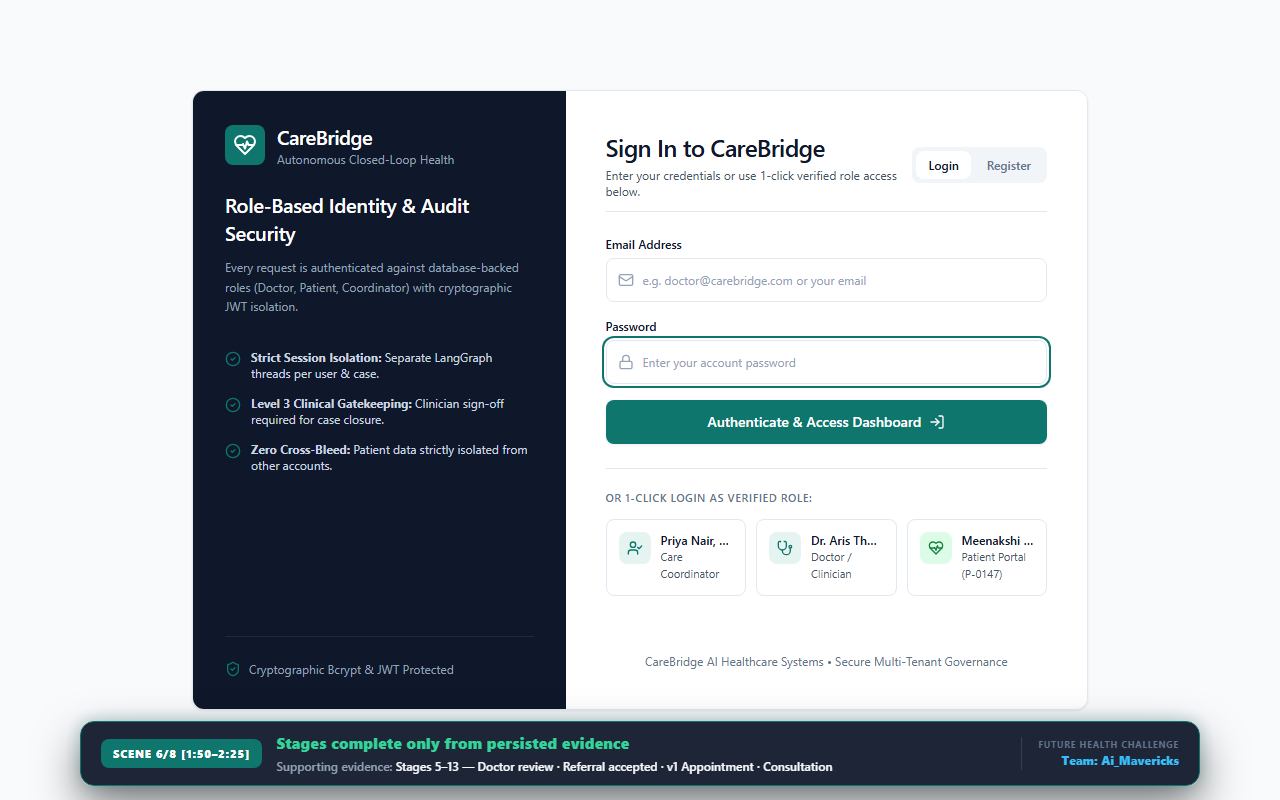 CareBridge
Autonomous Closed-Loop Health
Role-Based Identity & Audit
Security
Every request is authenticated against database-backed
roles (Doctor, Patient, Coordinator) with cryptographic
JWT isolation.
Strict Session Isolation: Separate LangGraph
threads per user & case.
Level 3 Clinical Gatekeeping: Clinician sign-off
required for case closure.
Zero Cross-Bleed: Patient data strictly isolated from
other accounts.
Cryptographic Bcrypt & JWT Protected
Sign In to CareBridge
Enter your credentials or use 1-click verified role access
below.
Login
Register
Email Address
e.g. doctor@carebridge.com or your email
Password
Enter your account password
Authenticate & Access Dashboard
OR 1-CLICK LOGIN AS VERIFIED ROLE:
Priya Nair, ...
Care
Coordinator
Dr. Aris Th...
Doctor /
Clinician
Meenakshi ...
Patient Portal
(P-0147)
CareBridge AI Healthcare Systems • Secure Multi-Tenant Governance
SCENE 6/8 [1:50–2:25]
Stages complete only from persisted evidence
Supporting evidence: Stages 5–13 — Doctor review · Referral accepted · v1 Appointment · Consultation
FUTURE HEALTH CHALLENGE
Team: Ai_Mavericks